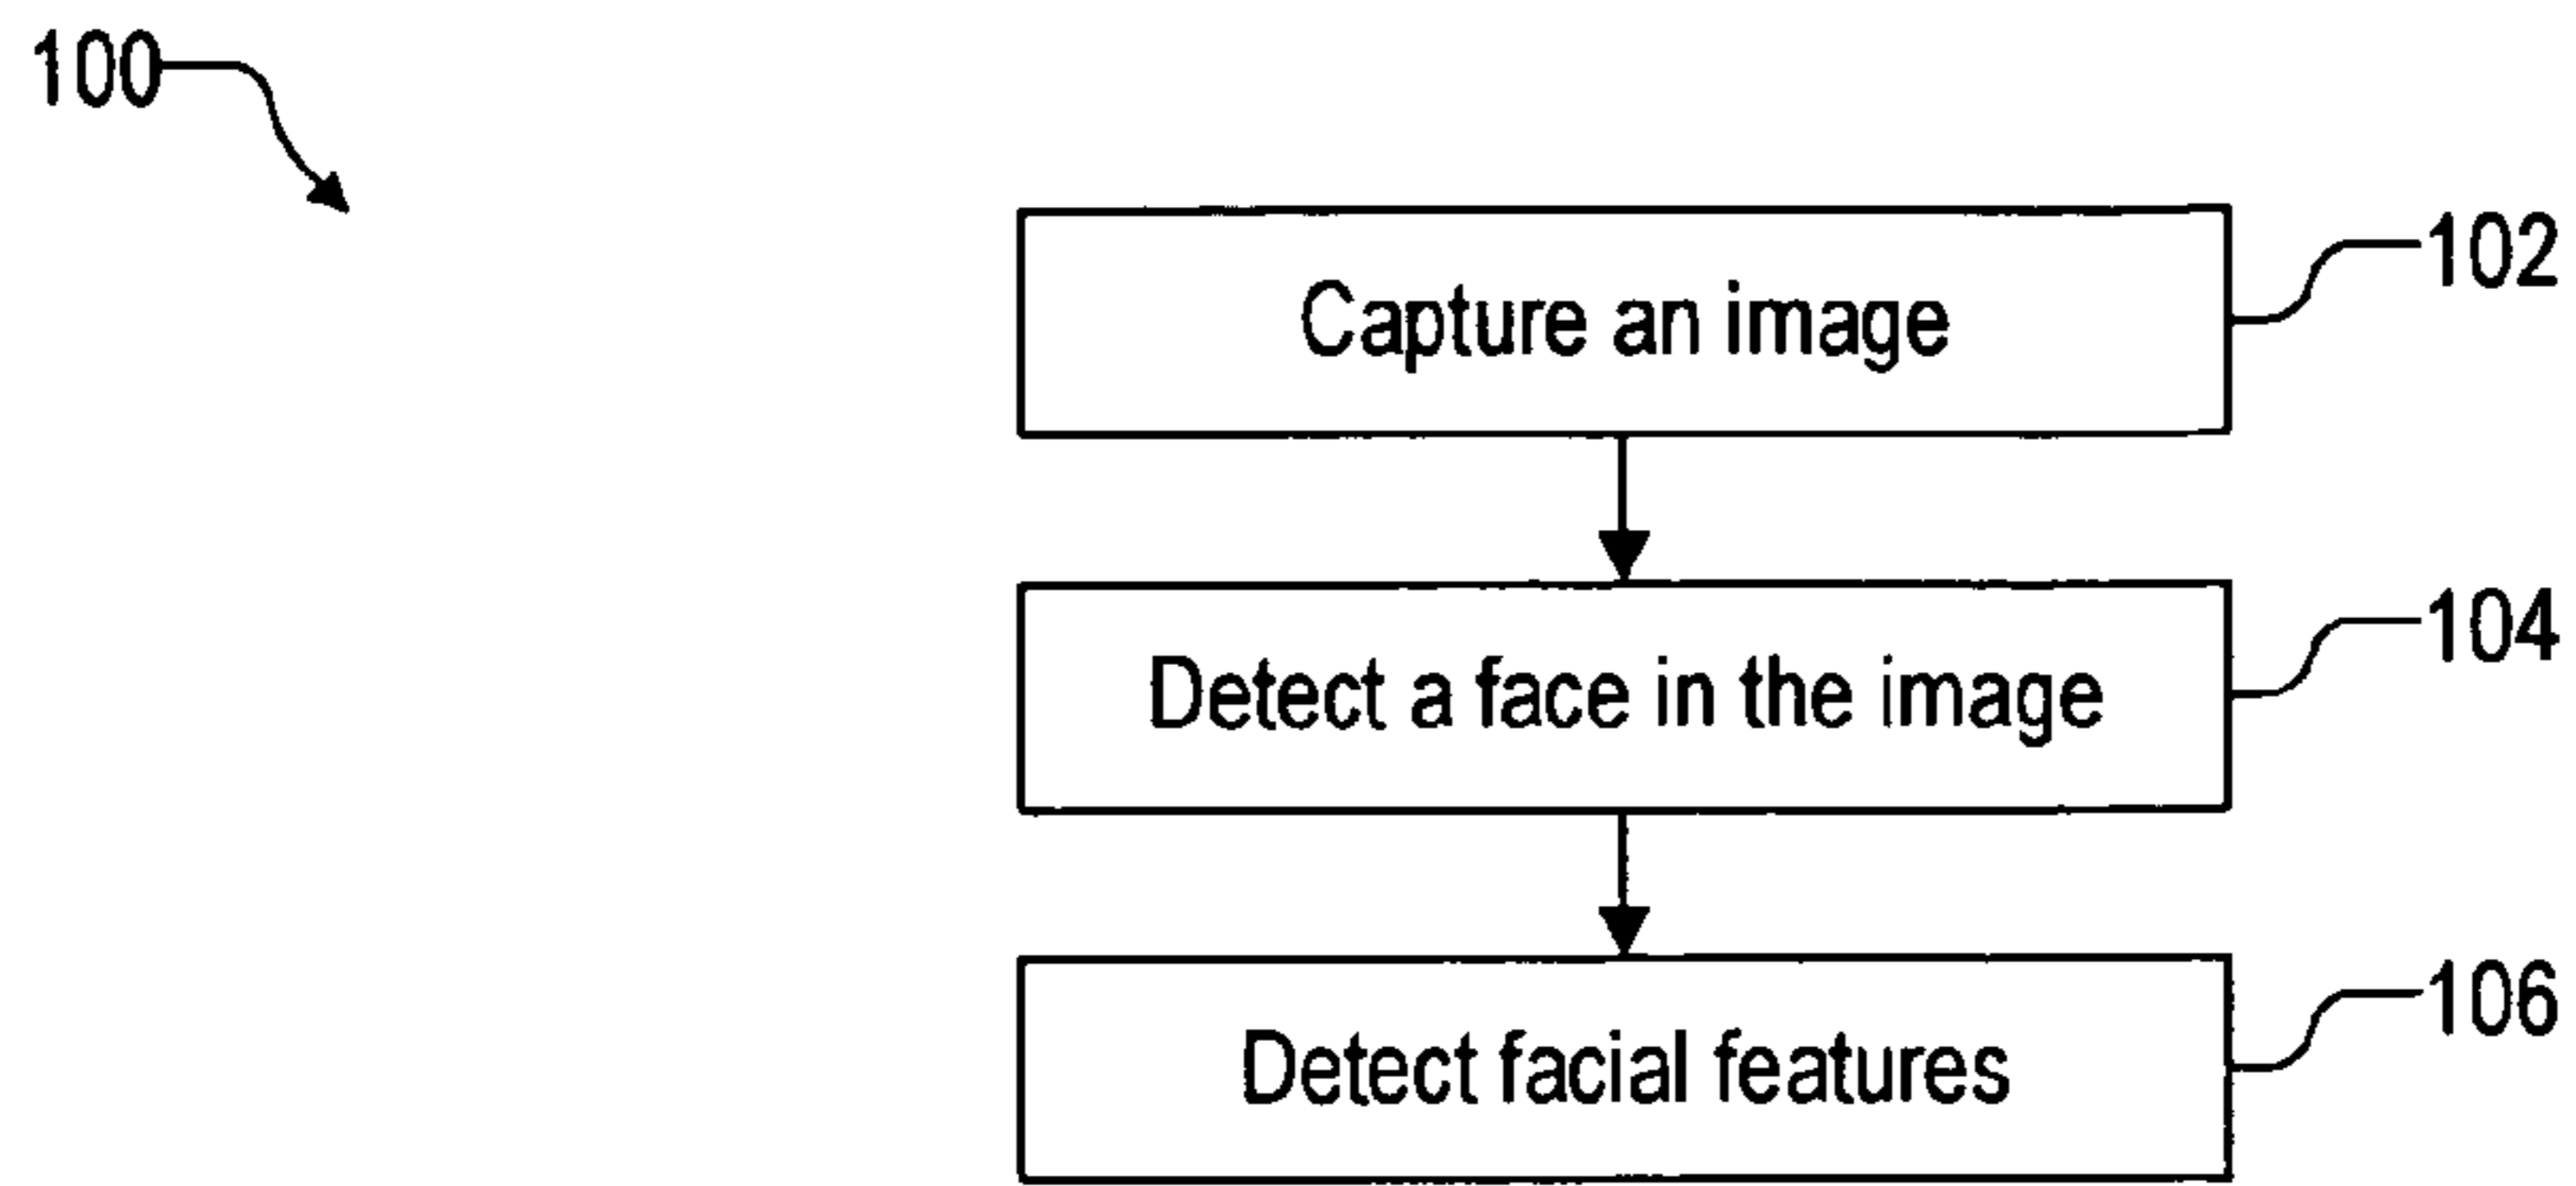 100
Capture an image
102
Detect a face in the image
104
Detect facial features
106